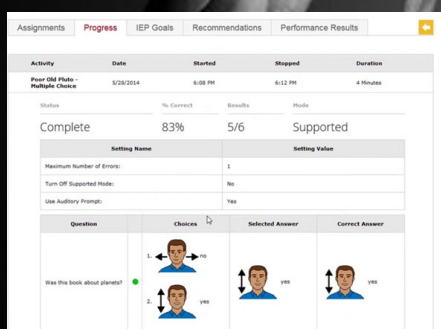 Assignments Progress IEP Goals Recommendations Performance Results
Activity Date Started Stopped Duration
Poor Old Pluto - Multiple Choice 5/28/2014 6:08 PM 6:12 PM 4 Minutes
Status % Correct Results Mode
Complete 83% 5/6 Supported
Setting Name Setting Value
Maximum Number of Errors: 1
Turn Off Supported Mode: No
Use Auditory Prompt: Yes
Question Choices Selected Answer Correct Answer
1. no
Was this book about planets? yes yes
2. yes